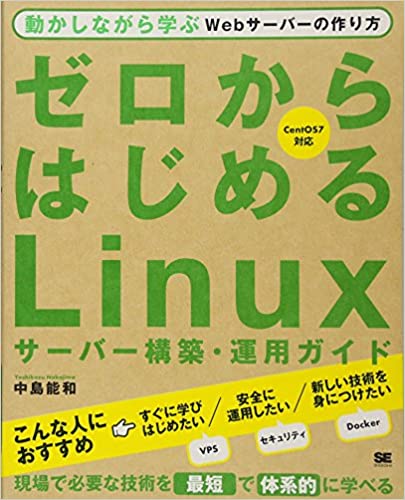 動かしながら学ぶ Webサーバーの作り方
ゼロから
CentOS7
対応
はじめる
Linux
サーバー構築・運用ガイド
Yoshikazu Nakajima
中島能和
こんな人に
おすすめ
すぐに学び
はじめたい
VPS
安全に
運用したい
セキュリティ
新しい技術を
身につけたい
Docker
現場で必要な技術を 最短 で 体系的 に学べる
SE
SHOEISHA